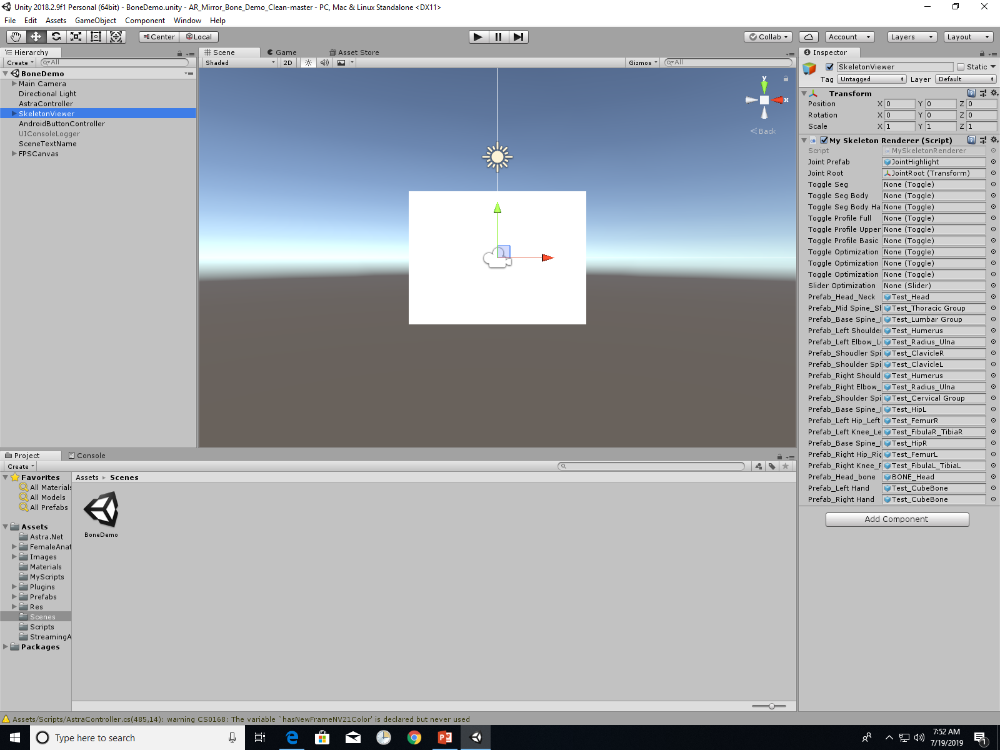 Unity 2018.2.9f1 Personal (64bit) - BoneDemo.unity - AR_Mirror_Bone_Demo_Clean-master - PC, Mac & Linux Standalone <DX11>
File Edit Assets GameObject Component Window Help
Center Local Collab Account Layers Layout
Hierarchy
Create All
BoneDemo
Main Camera
Directional Light
AstraController
SkeletonViewer
AndroidButtonController
UIConsoleLogger
SceneTextName
FPSCanvas
Scene Game Asset Store
Shaded 2D Gizmos All
y
x
Back
Inspector
SkeletonViewer Static
Tag Untagged Layer Default
Transform
Position X 0 Y 0 Z 0
Rotation X 0 Y 0 Z 0
Scale X 1 Y 1 Z 1
My Skeleton Renderer (Script)
Script MySkeletonRenderer
Joint Prefab JointHighlight
Joint Root JointRoot (Transform)
Toggle Seg None (Toggle)
Toggle Seg Body None (Toggle)
Toggle Seg Body Ha None (Toggle)
Toggle Profile Full None (Toggle)
Toggle Profile Upper None (Toggle)
Toggle Profile Basic None (Toggle)
Toggle Optimization None (Toggle)
Toggle Optimization None (Toggle)
Toggle Optimization None (Toggle)
Slider Optimization None (Slider)
Prefab_Head_Neck Test_Head
Prefab_Mid Spine_Sh Test_Thoracic Group
Prefab_Base Spine_ Test_Lumbar Group
Prefab_Left Shoulder Test_Humerus
Prefab_Left Elbow_Le Test_Radius_Ulna
Prefab_Shoudler Spi Test_ClavicleR
Prefab_Shoulder Spi Test_ClavicleL
Prefab_Right Should Test_Humerus
Prefab_Right Elbow_ Test_Radius_Ulna
Prefab_Shoulder Spi Test_Cervical Group
Prefab_Base Spine_ Test_HipL
Prefab_Left Hip_Left Test_FemurR
Prefab_Left Knee_Le Test_FibulaR_TibiaR
Prefab_Base Spine_ Test_HipR
Prefab_Right Hip_Rig Test_FemurL
Prefab_Right Knee_R Test_FibulaL_TibiaL
Prefab_Head_bone BONE_Head
Prefab_Left Hand Test_CubeBone
Prefab_Right Hand Test_CubeBone
Add Component
Project Console
Create
Favorites
All Materials
All Models
All Prefabs
Assets
Astra.Net
FemaleAnat
Images
Materials
MyScripts
Plugins
Prefabs
Res
Scenes
Scripts
StreamingA
Packages
Assets Scenes
BoneDemo
Assets/Scripts/AstraController.cs(485,14): warning CS0168: The variable `hasNewFrameNV21Color' is declared but never used
Type here to search
7:52 AM
7/19/2019
1